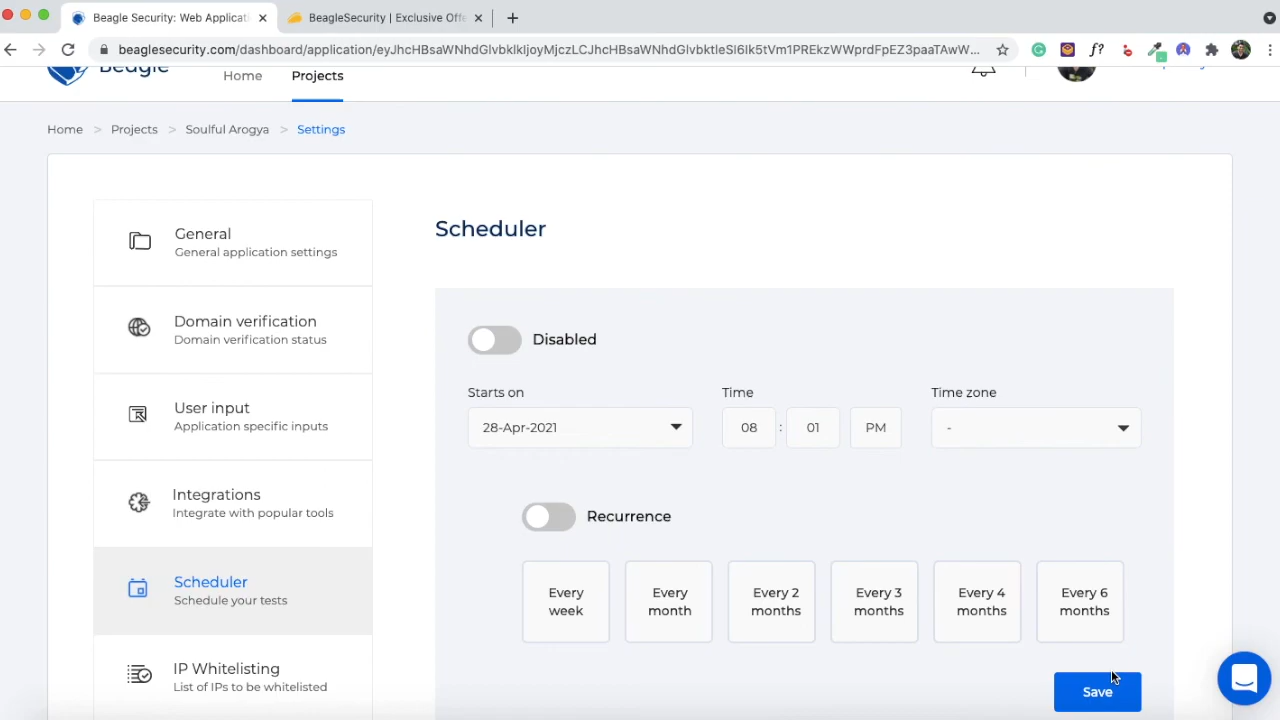 Beagle Security: Web Applicati
BeagleSecurity | Exclusive Offe
beaglesecurity.com/dashboard/application/eyJhcHBsaWNhdGlvbklkIjoyMjczLCJhcHBsaWNhdGlvbktleSI6Ik5tVm1PREkzWWprdFpEZ3paaTAwW...
f?
Beagle
Home
Projects
Home > Projects > Soulful Arogya > Settings
General
General application settings
Domain verification
Domain verification status
User input
Application specific inputs
Integrations
Integrate with popular tools
Scheduler
Schedule your tests
IP Whitelisting
List of IPs to be whitelisted
Scheduler
Disabled
Starts on
Time
Time zone
28-Apr-2021
08 : 01 PM
-
Recurrence
Every week
Every month
Every 2 months
Every 3 months
Every 4 months
Every 6 months
Save